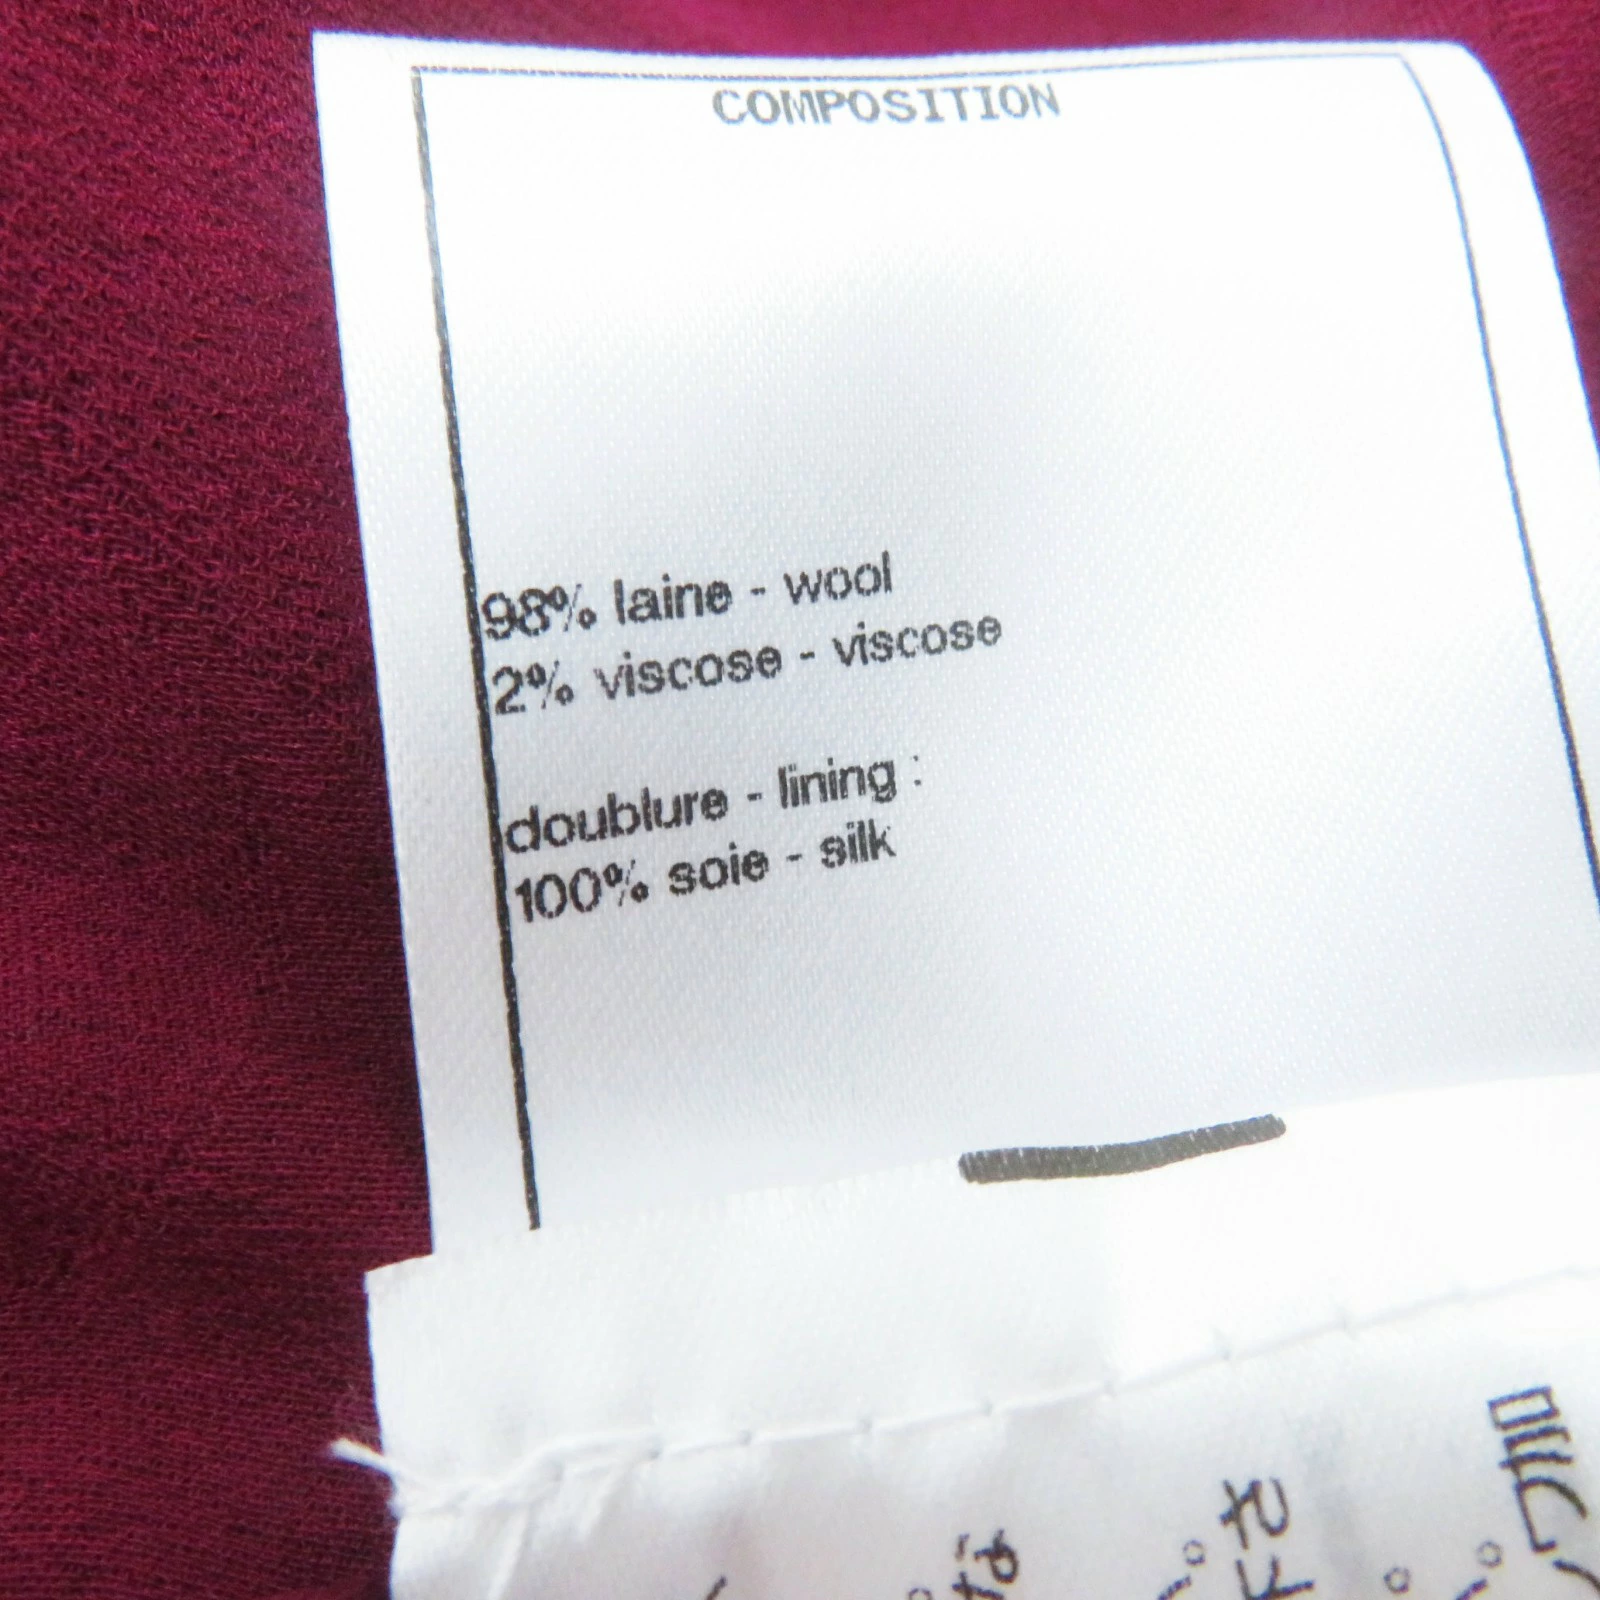 COMPOSITION
98% laine - wool
2% viscose - viscose
doublure - lining :
100% soie - silk